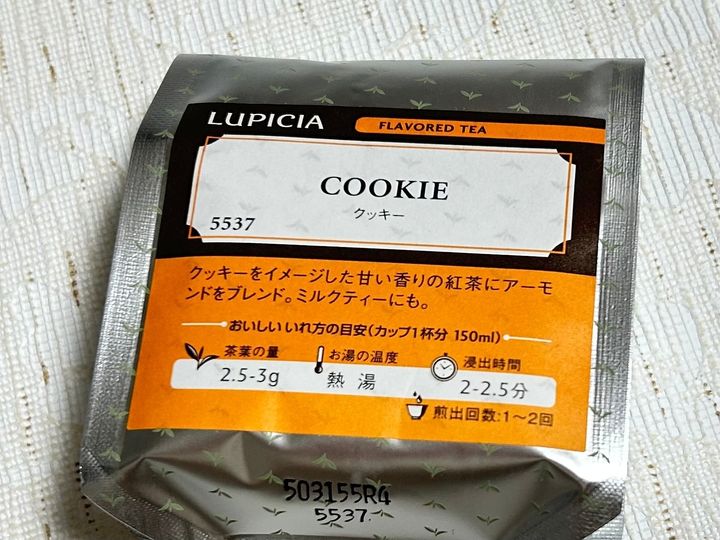 LUPICIA
FLAVORED TEA
COOKIE
クッキー
5537
クッキーをイメージした甘い香りの紅茶にアーモ
ンドをブレンド。ミルクティーにも。
おいしいいれ方の目安(カップ1杯分 150ml)
茶葉の量 お湯の温度 浸出時間
2.5-3g 熱湯 2-2.5分
煎出回数:1〜2回
503155R4
5537